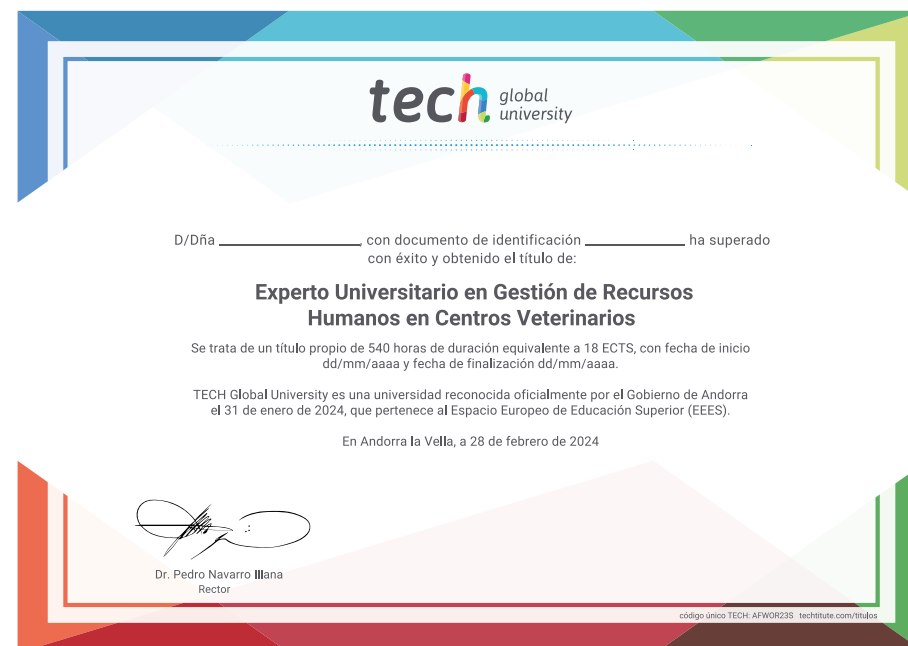 tech global university
D/Dña ____________________, con documento de identificación ______________ ha superado
con éxito y obtenido el título de:
Experto Universitario en Gestión de Recursos
Humanos en Centros Veterinarios
Se trata de un título propio de 540 horas de duración equivalente a 18 ECTS, con fecha de inicio
dd/mm/aaaa y fecha de finalización dd/mm/aaaa.
TECH Global University es una universidad reconocida oficialmente por el Gobierno de Andorra
el 31 de enero de 2024, que pertenece al Espacio Europeo de Educación Superior (EEES).
En Andorra la Vella, a 28 de febrero de 2024
Dr. Pedro Navarro Illana
Rector
código único TECH: AFWOR23S techtitute.com/titulos